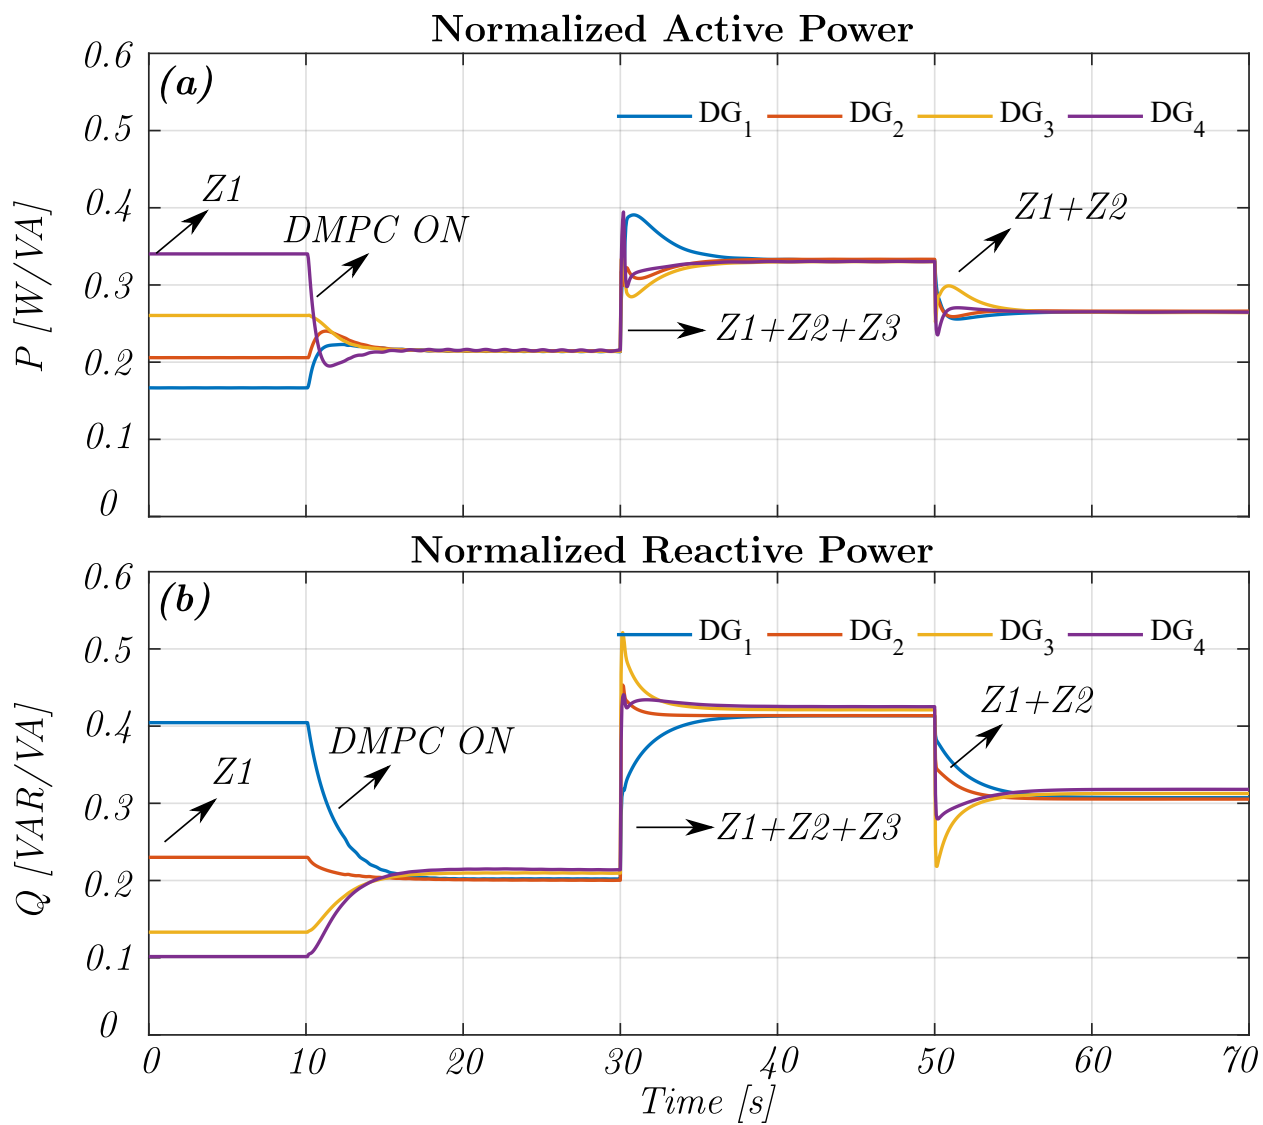 Normalized Active Power
(a)
DG1 DG2 DG3 DG4
0.6
0.5
0.4
0.3
0.2
0.1
0
P [W/VA]
Z1
DMPC ON
Z1+Z2+Z3
Z1+Z2
Normalized Reactive Power
(b)
DG1 DG2 DG3 DG4
0.6
0.5
0.4
0.3
0.2
0.1
0
Q [VAR/VA]
Z1
DMPC ON
Z1+Z2+Z3
Z1+Z2
0 10 20 30 40 50 60 70
Time [s]